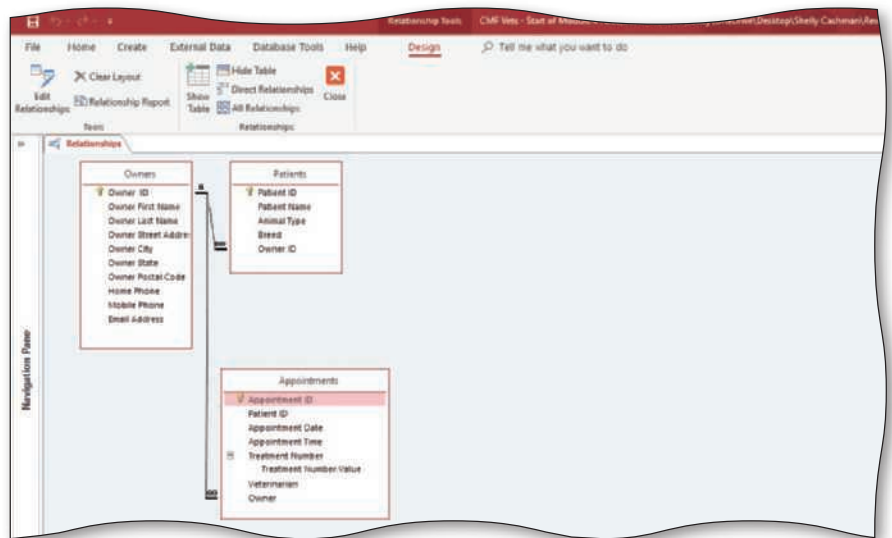 Relationship Tools CMF Vets - Start of Module
File Home Create External Data Database Tools Help Design Tell me what you want to do
Edit Relationships
Clear Layout
Relationship Report
Tools
Show Table
Hide Table
Direct Relationships
All Relationships
Close
Relationships
Relationships
Navigation Pane
Owners
Owner ID
Owner First Name
Owner Last Name
Owner Street Addre
Owner City
Owner State
Owner Postal Code
Home Phone
Mobile Phone
Email Address
Patients
Patient ID
Patient Name
Animal Type
Breed
Owner ID
Appointments
Appointment ID
Patient ID
Appointment Date
Appointment Time
Treatment Number
Treatment Number Value
Veterinarian
Owner